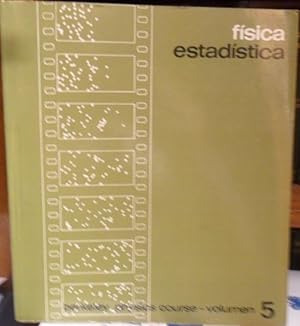 física
estadística
berkeley physics course - volumen 5